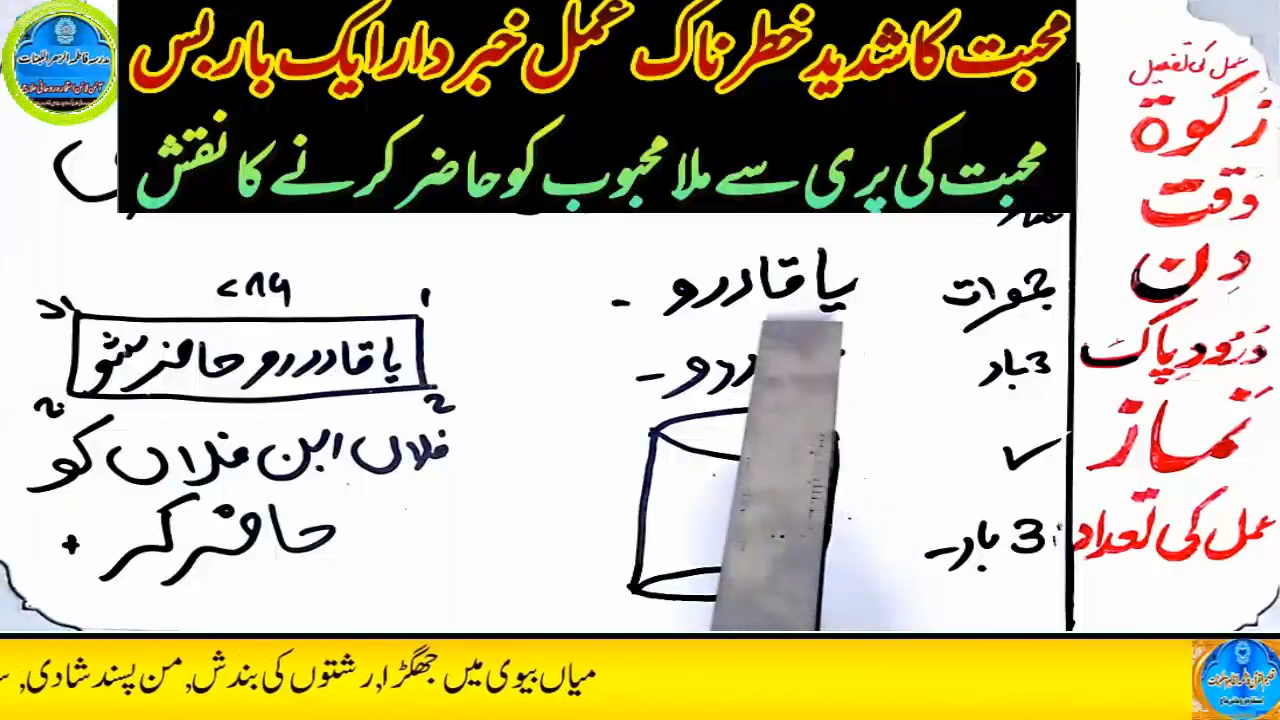 محبت کا شدید خطرناک عمل خبردار ایک بار بس
محبت کی پری سے ملا محبوب کو حاضر کرنے کا نقش
عمل کی تفصیل
زکوة
وقت
دن
درود پاک
نماز
عمل کی تعداد
جمعرات
3 بار
✓
3 بار۔
یا قادرو ۔
۷۸۶
یا قادررو حاضر شو
فلاں ابن فلاں کو
حاضر کر
میاں بیوی میں جھگڑا, رشتوں کی بندش, من پسند شادی,